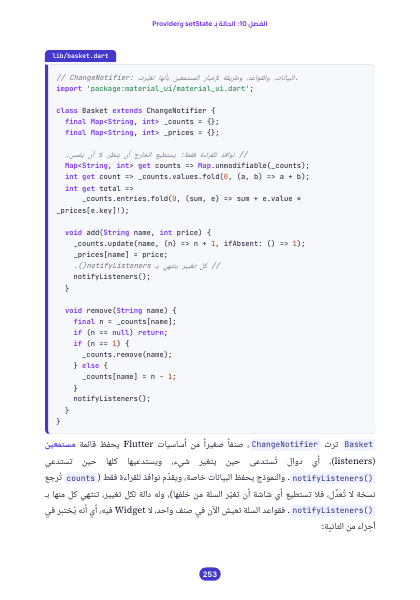 الفصل 10: الحالة بـ setState وProvider
lib/basket.dart
// ChangeNotifier: البيانات، والقواعد، وطريقة لإخبار المستمعين بأنها تغيرت.
import 'package:material_ui/material_ui.dart';
class Basket extends ChangeNotifier {
final Map<String, int> _counts = {};
final Map<String, int> _prices = {};
// نوافذ للقراءة فقط: يستطيع الخارج أن ينظر، لا أن يلمس.
Map<String, int> get counts => Map.unmodifiable(_counts);
int get count => _counts.values.fold(0, (a, b) => a + b);
int get total =>
_counts.entries.fold(0, (sum, e) => sum + e.value *
_prices[e.key]!);
void add(String name, int price) {
_counts.update(name, (n) => n + 1, ifAbsent: () => 1);
_prices[name] = price;
// كل تغيير ينتهي بـ notifyListeners().
notifyListeners();
}
void remove(String name) {
final n = _counts[name];
if (n == null) return;
if (n == 1) {
_counts.remove(name);
} else {
_counts[name] = n - 1;
}
notifyListeners();
}
}
Basket ترث ChangeNotifier، صنفاً صغيراً من أساسيات Flutter يحفظ قائمة مستمعين
(listeners)، أي دوال تُستدعى حين يتغير شيء، ويستدعيها كلها حين تستدعي
notifyListeners(). والنموذج يحفظ البيانات خاصة، ويقدّم نوافذ للقراءة فقط (counts تُرجع
نسخة لا تُعدَّل، فلا تستطيع أي شاشة أن تغيّر السلة من خلفها)، وله دالة لكل تغيير، تنتهي كل منها بـ
notifyListeners(). فقواعد السلة تعيش الآن في صنف واحد، لا Widget فيه، أي أنه يُختبر في
أجزاء من الثانية:
253